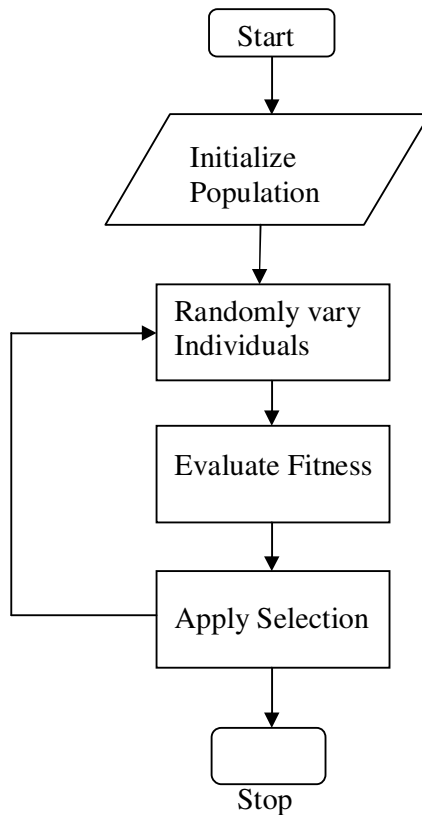 Start
Initialize
Population
Randomly vary
Individuals
Evaluate Fitness
Apply Selection
Stop